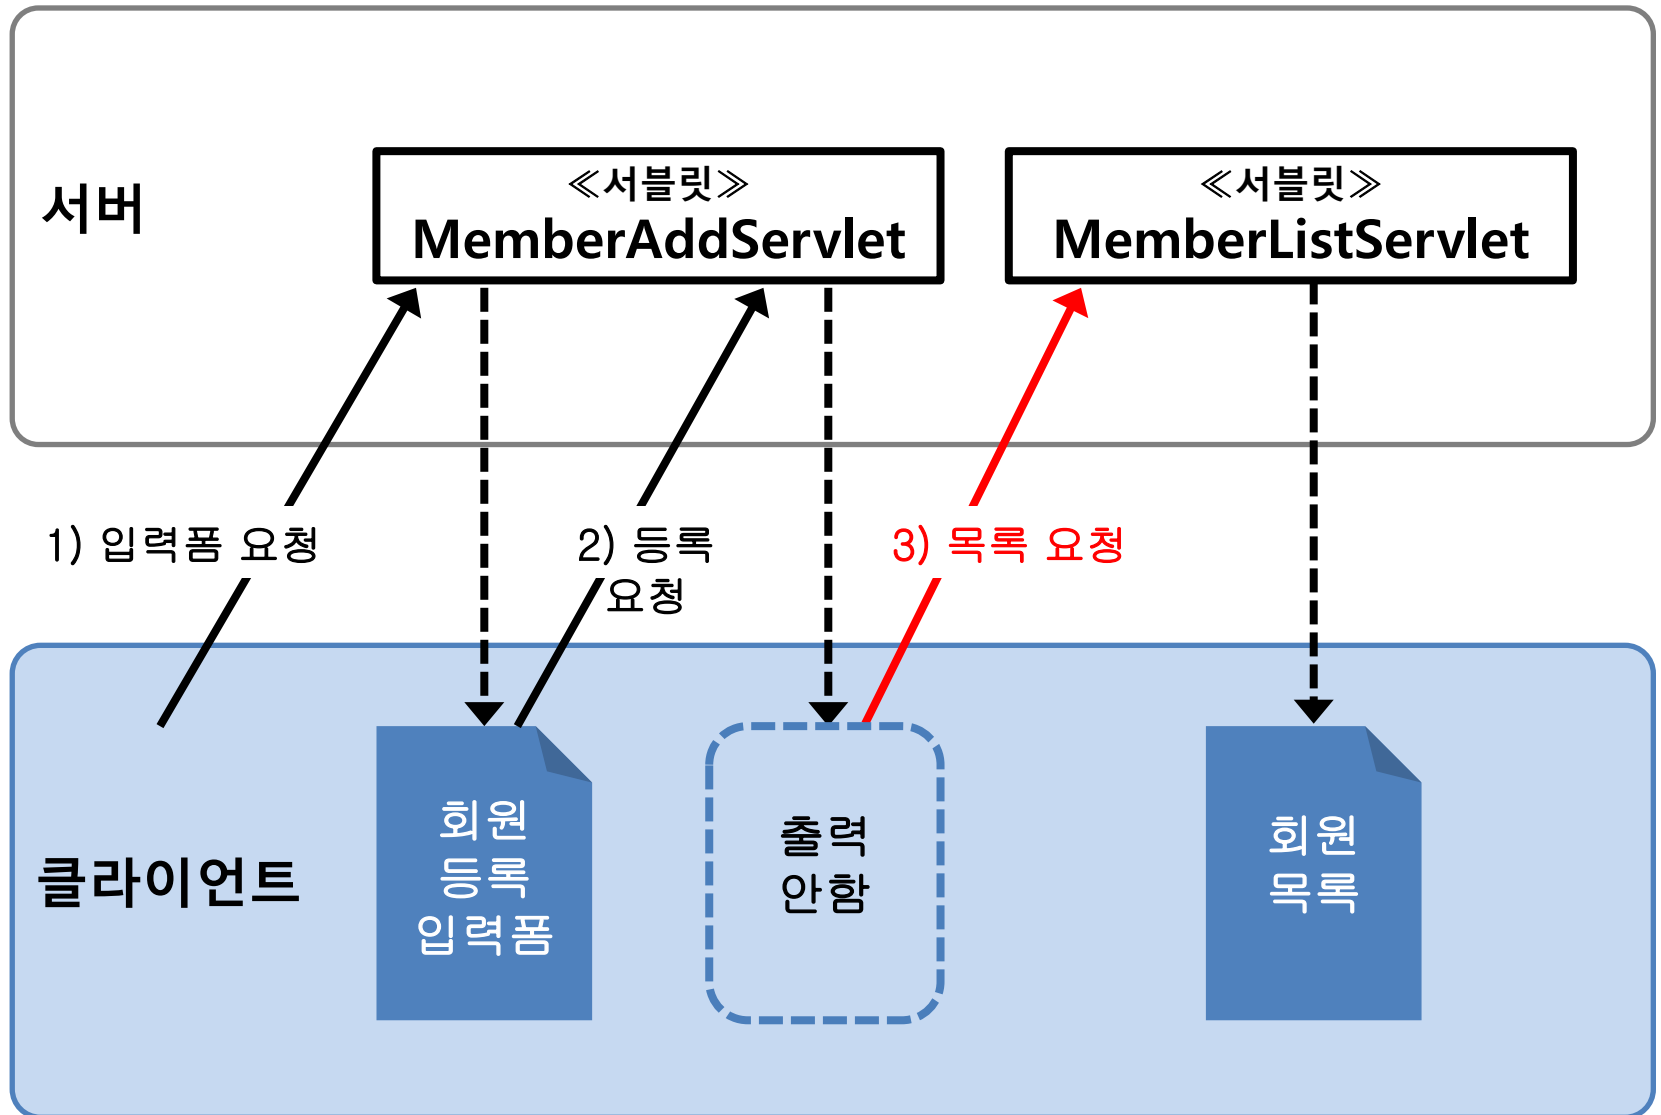 서버
≪서블릿≫
MemberAddServlet
≪서블릿≫
MemberListServlet
1) 입력폼 요청
2) 등록
요청
3) 목록 요청
클라이언트
회원
등록
입력폼
출력
안함
회원
목록